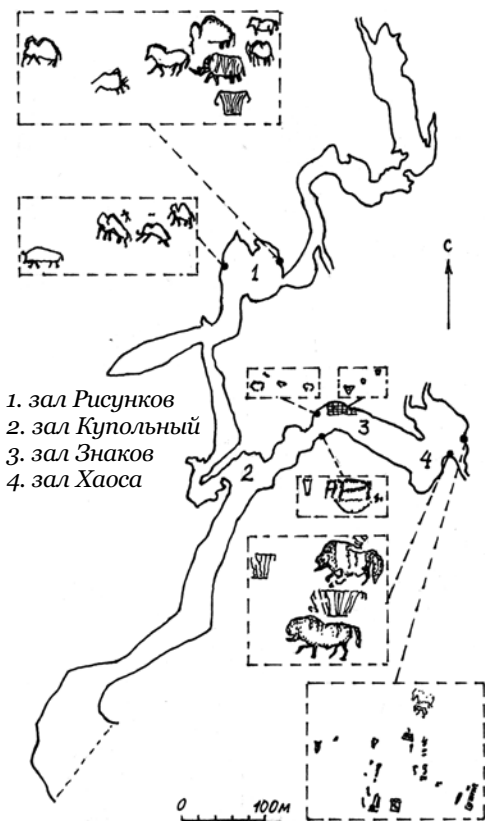 1
С
1. зал Рисунков
2. зал Купольный
3. зал Знаков
4. зал Хаоса
3
2
4
0 100м